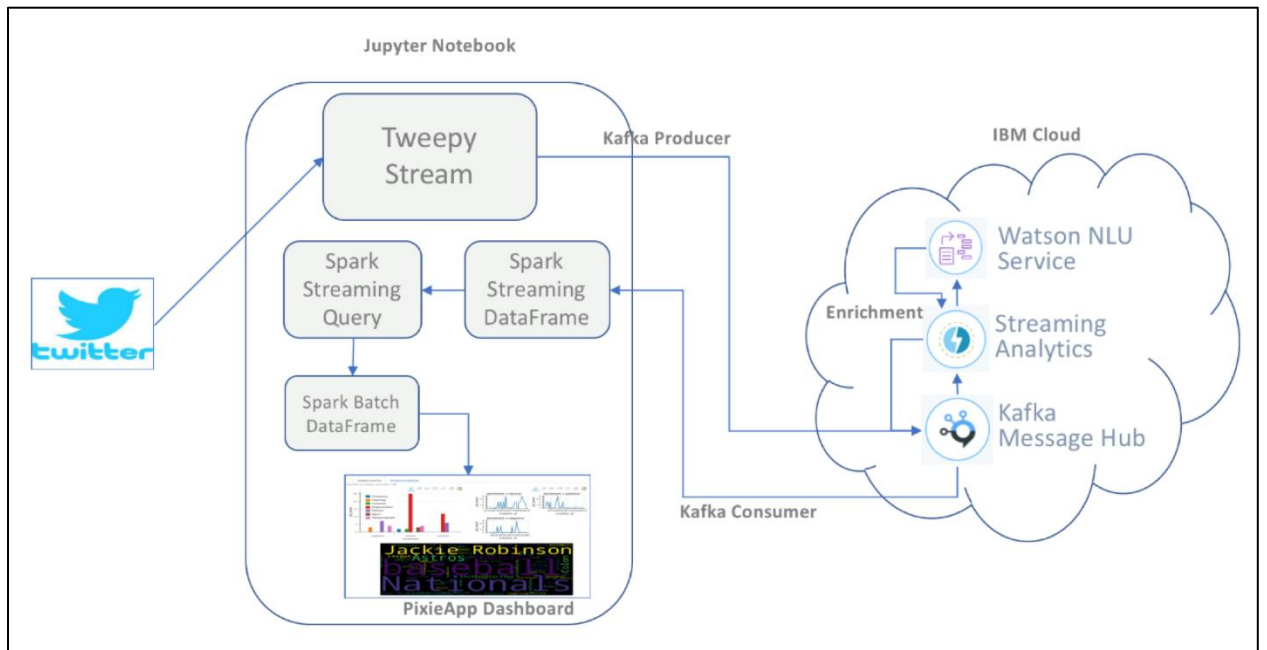 Jupyter Notebook
Tweepy
Stream
Kafka Producer
IBM Cloud
Watson NLU
Service
Spark
Streaming
Query
Spark
Streaming
DataFrame
twitter
Enrichment
Streaming
Analytics
Spark Batch
DataFrame
Kafka
Message Hub
Kafka Consumer
Jackie Robinson
Astros
baseball
Nationals
PixieApp Dashboard